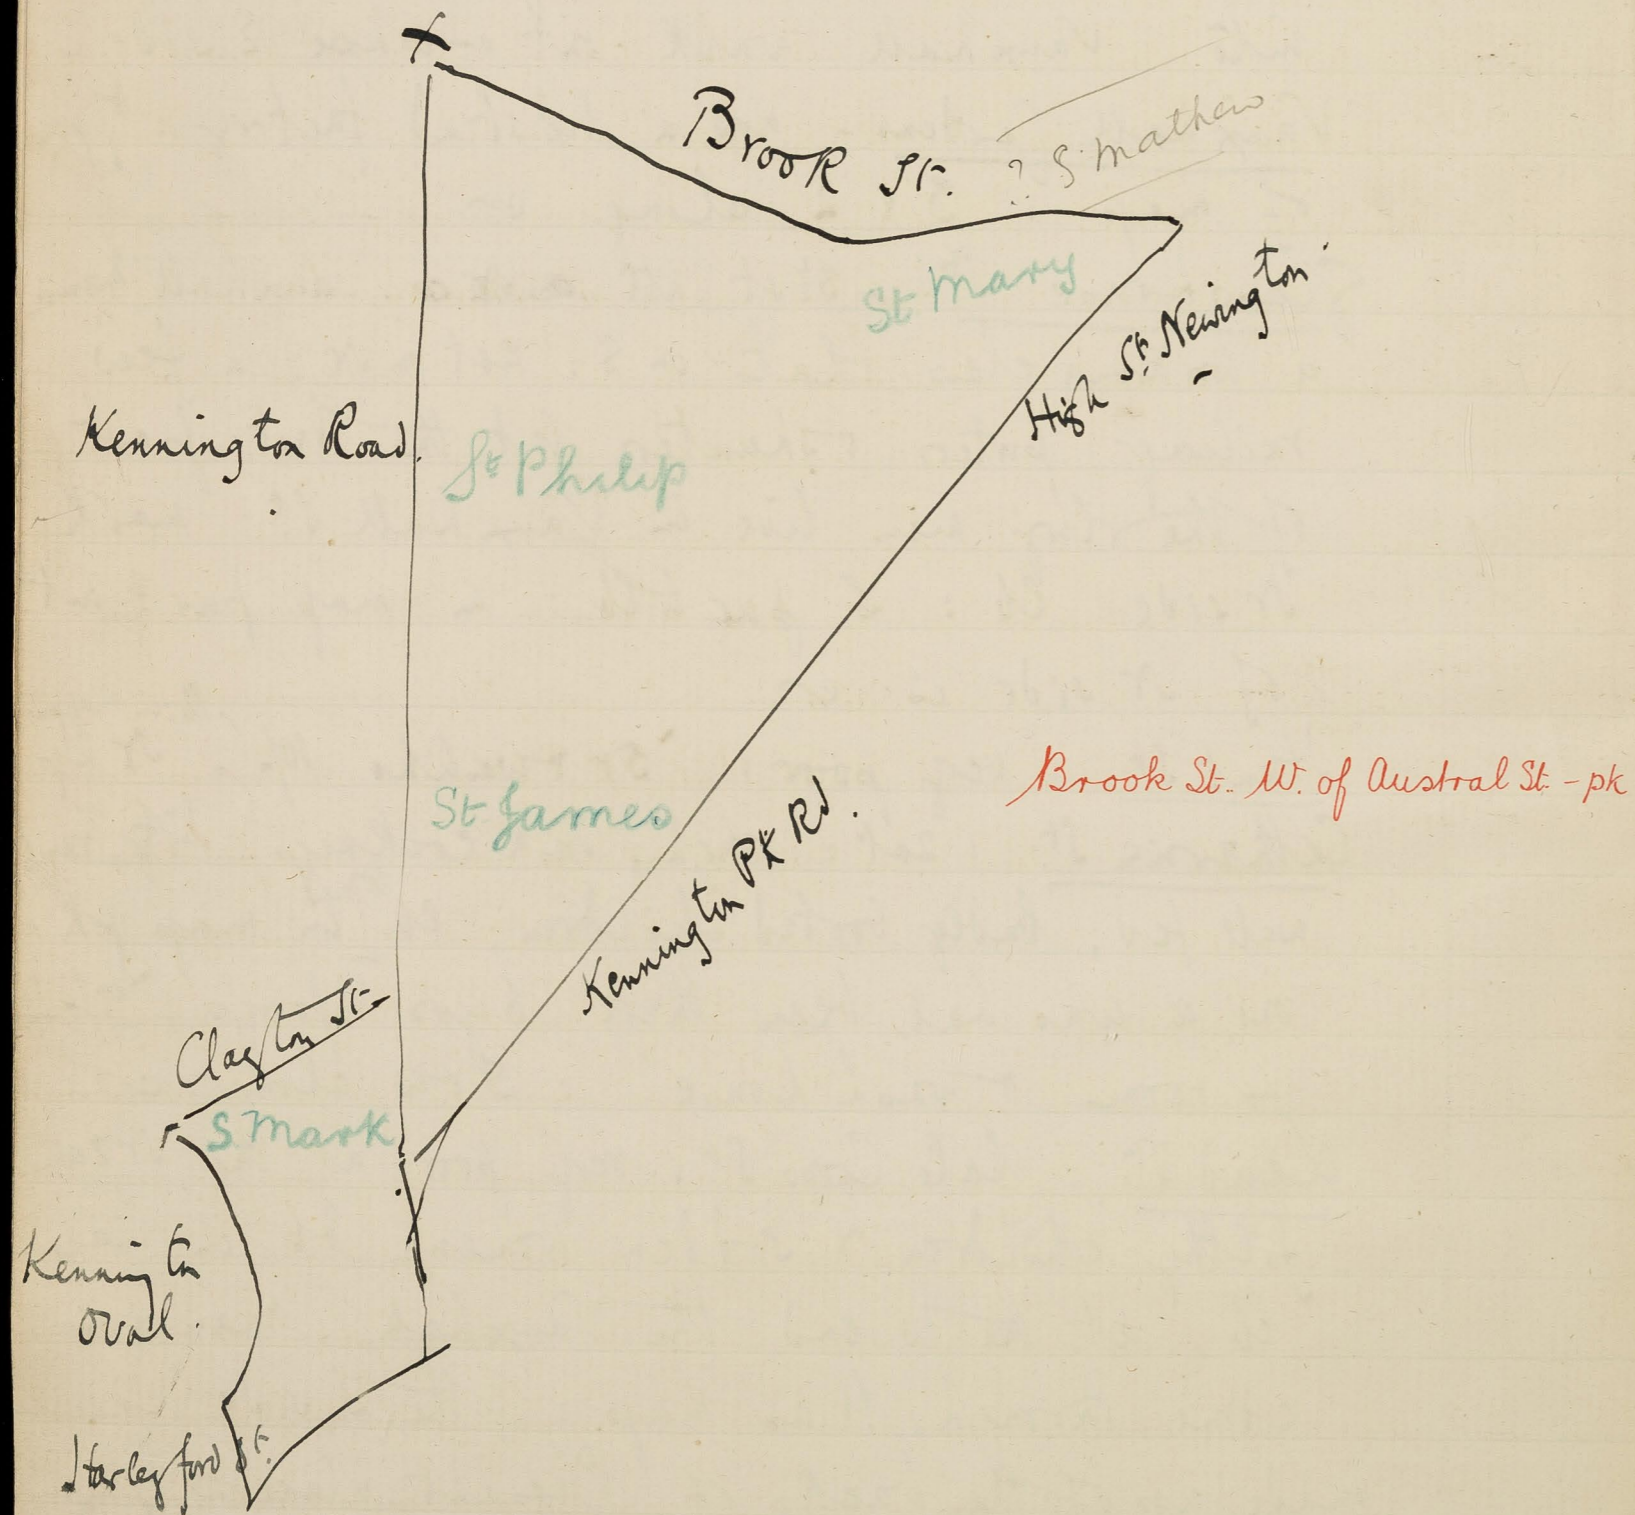 x
Brook St.
? S. Mathew
St Mary
High St. Newington
Kennington Road.
St Philip
Brook St. W. of Austral St. - pk
St James
Kennington Pk Rd.
Clayton St.
S. Mark
Kennington
Oval.
Harleyford St.